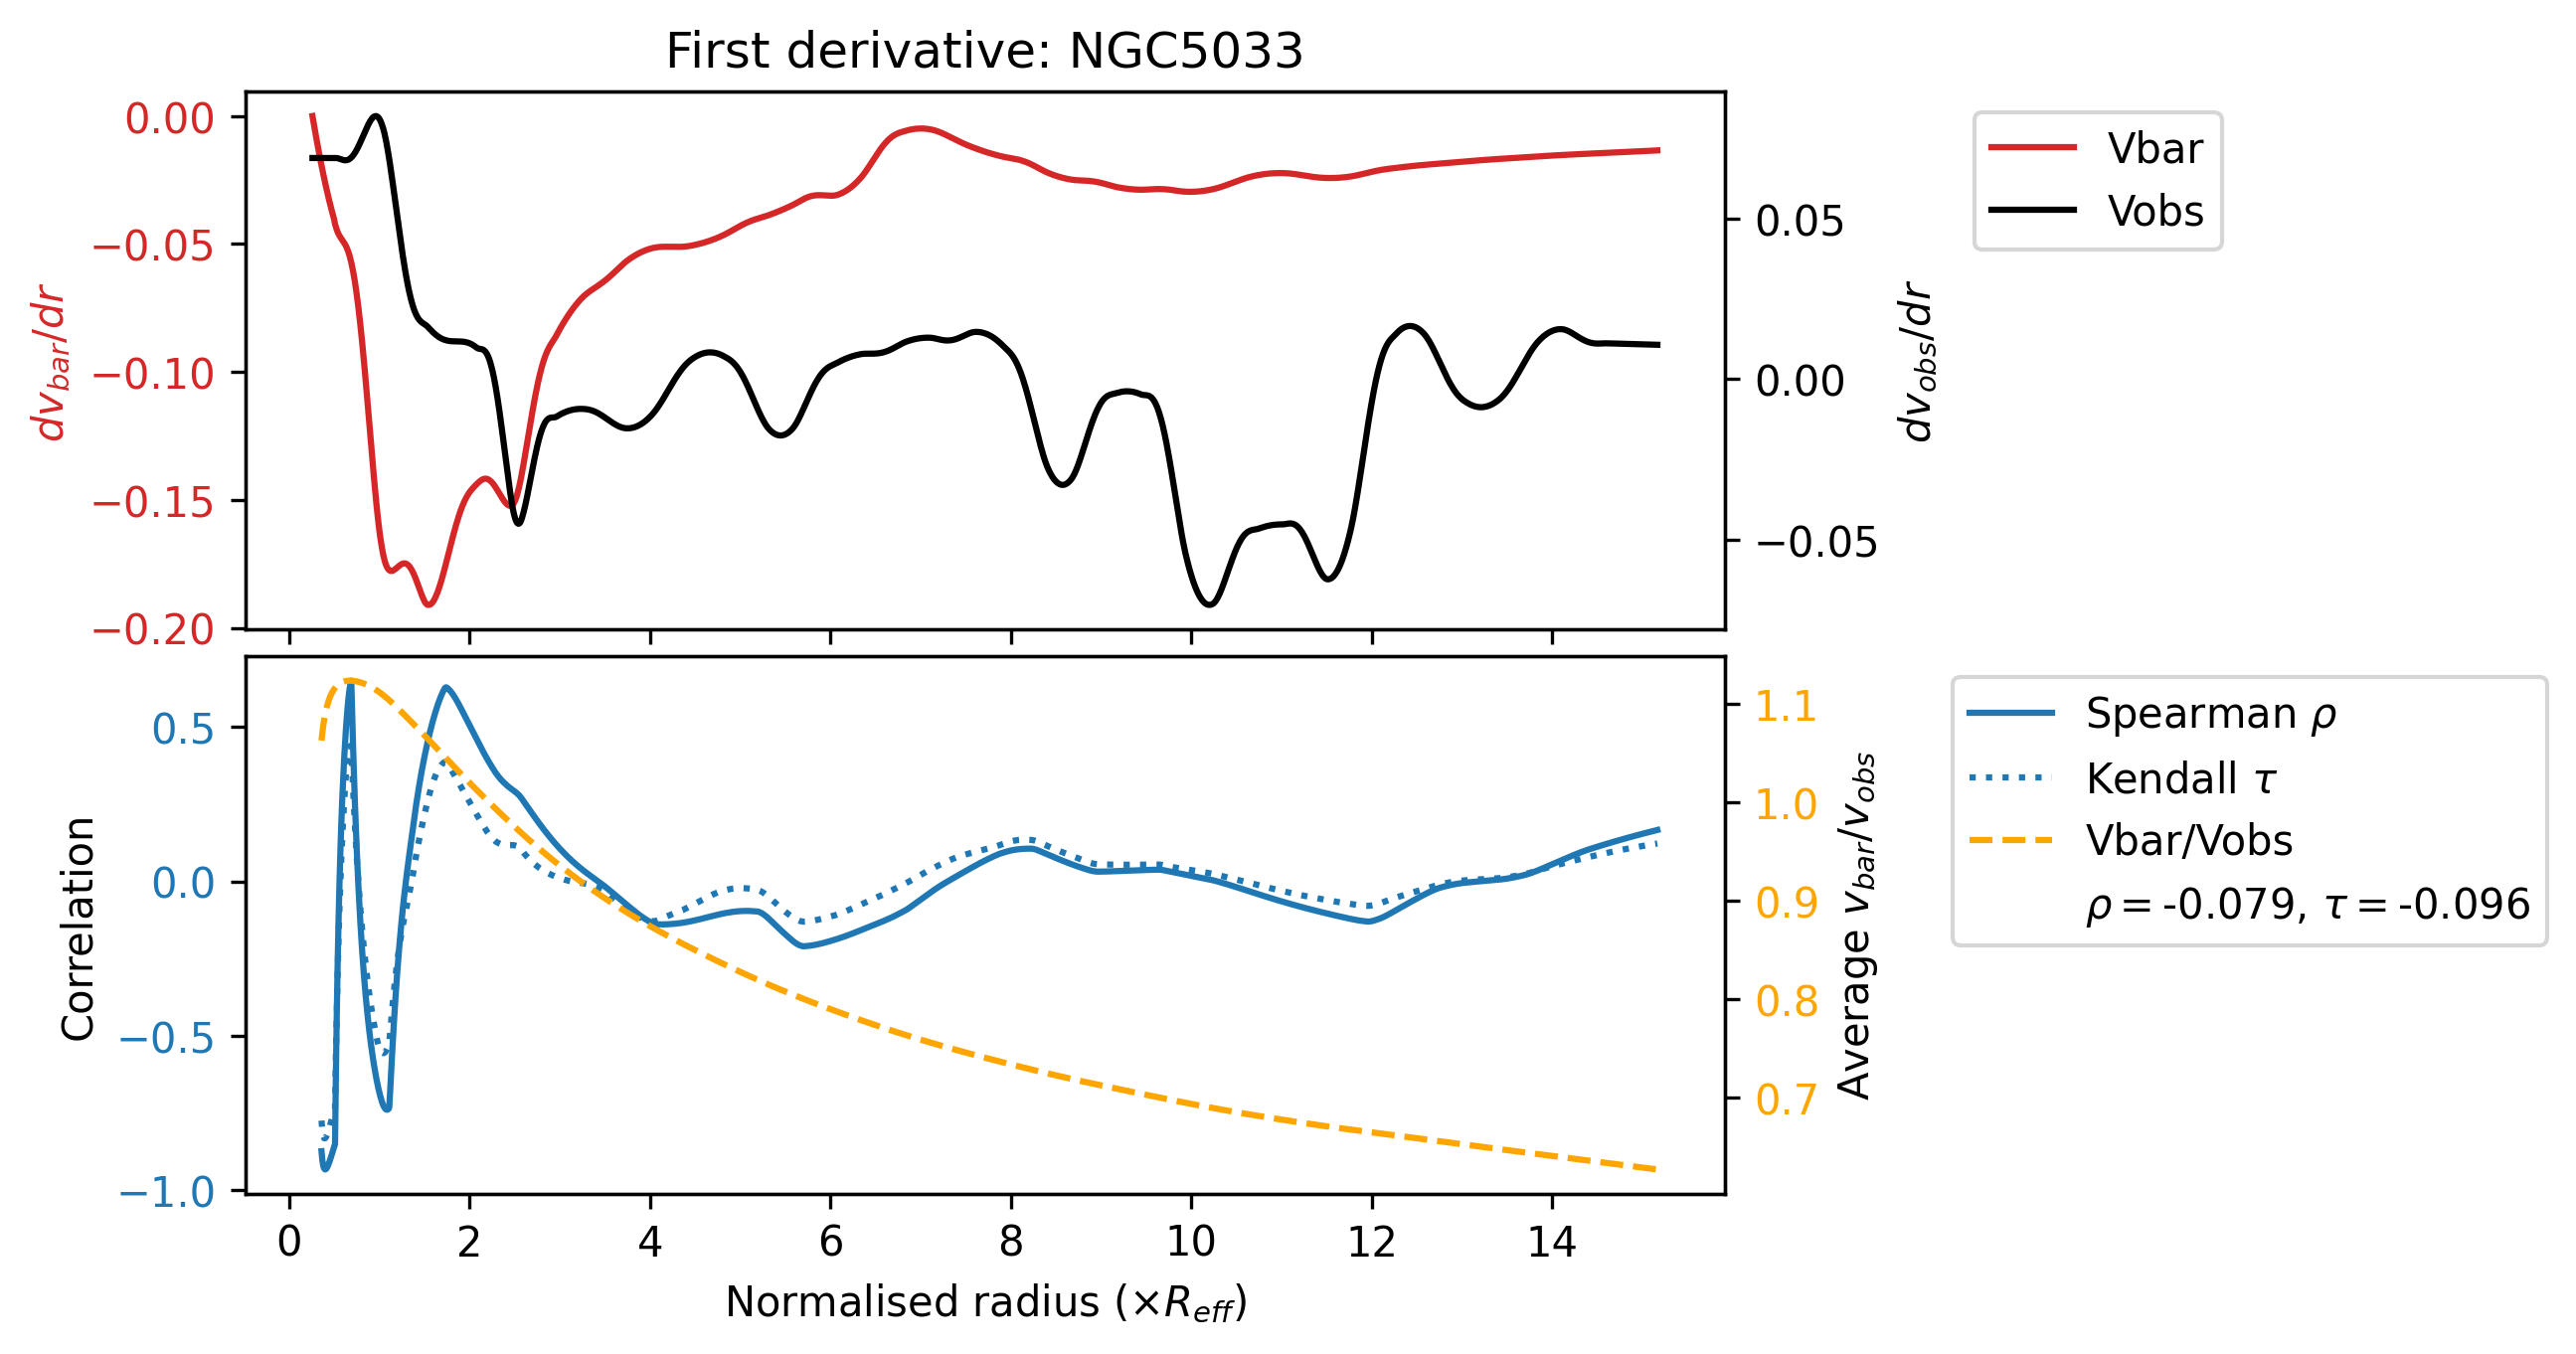 First derivative: NGC5033
0.00
−0.05
−0.10
−0.15
−0.20
dv_bar/dr
0.05
0.00
−0.05
dv_obs/dr
Vbar
Vobs
0.5
0.0
−0.5
−1.0
Correlation
1.1
1.0
0.9
0.8
0.7
Average v_bar/v_obs
Spearman ρ
Kendall τ
Vbar/Vobs
ρ = -0.079, τ = -0.096
0 2 4 6 8 10 12 14
Normalised radius (×R_eff)